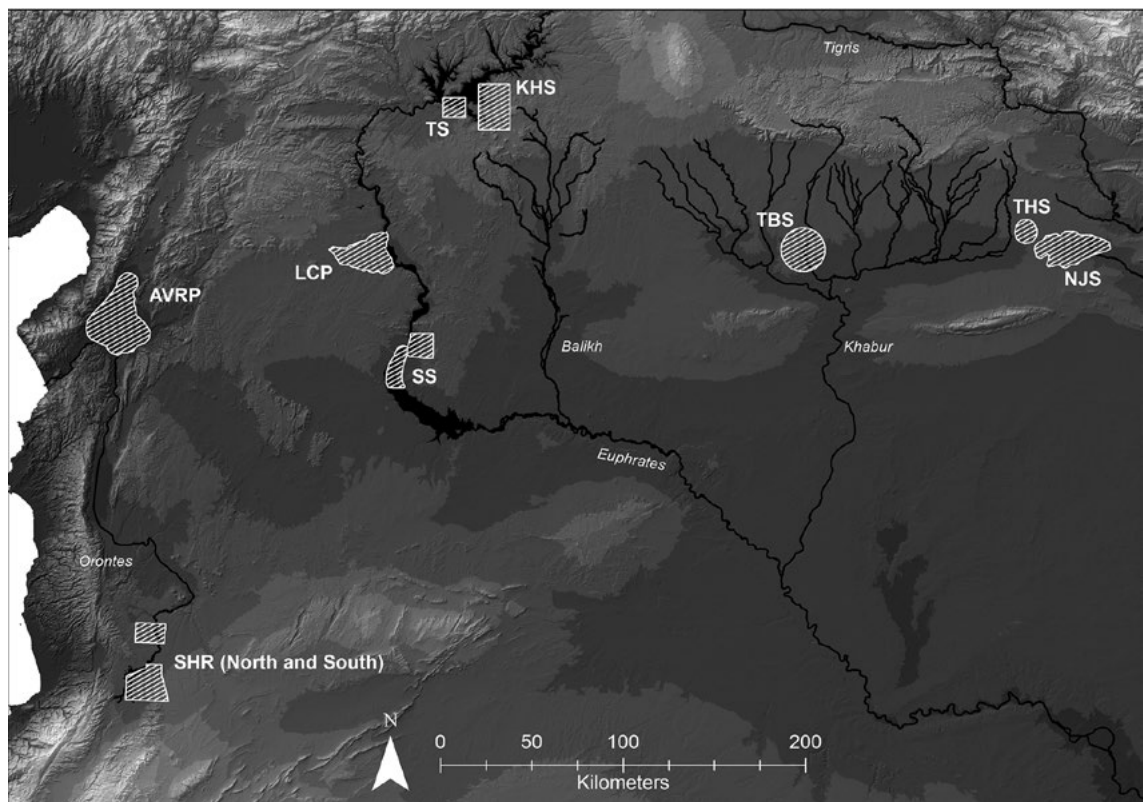 Tigris
KHS
TS
THS
TBS
NJS
LCP
AVRP
Balikh
Khabur
SS
Euphrates
Orontes
SHR (North and South)
N
0 50 100 200
Kilometers